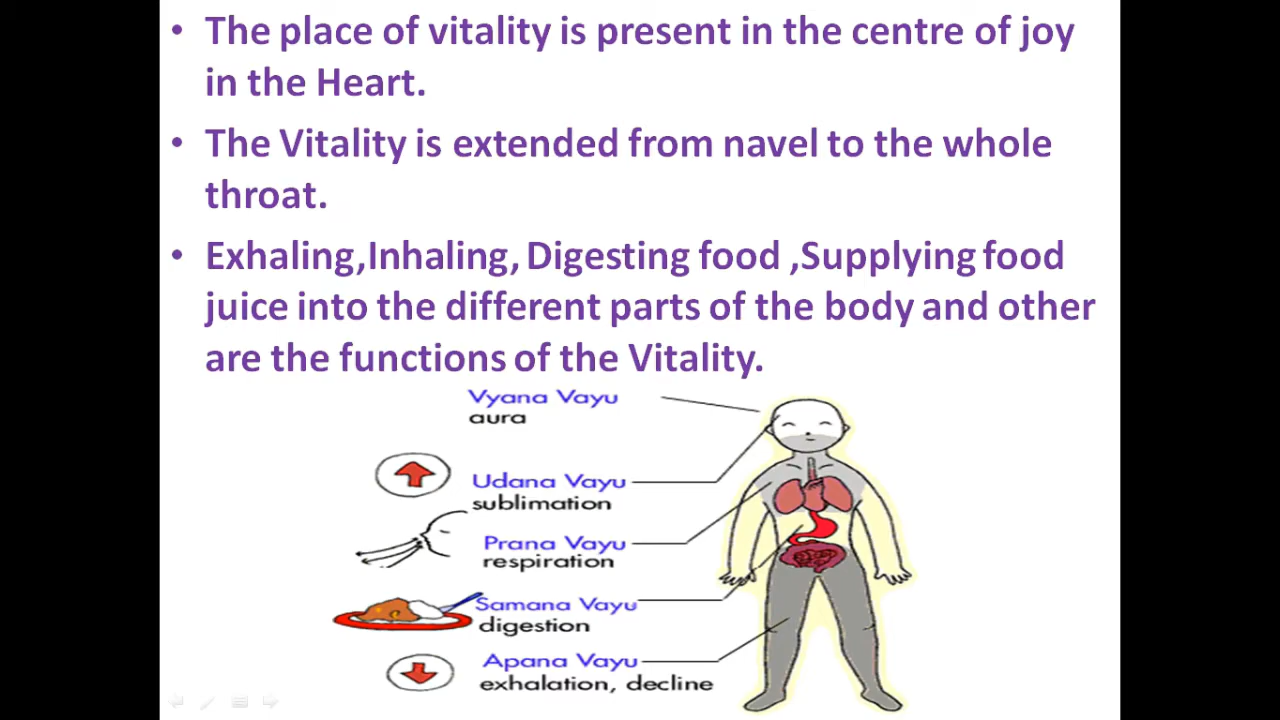 • The place of vitality is present in the centre of joy
in the Heart.
• The Vitality is extended from navel to the whole
throat.
• Exhaling,Inhaling, Digesting food ,Supplying food
juice into the different parts of the body and other
are the functions of the Vitality.
Vyana Vayu
aura
Udana Vayu
sublimation
Prana Vayu
respiration
Samana Vayu
digestion
Apana Vayu
exhalation, decline